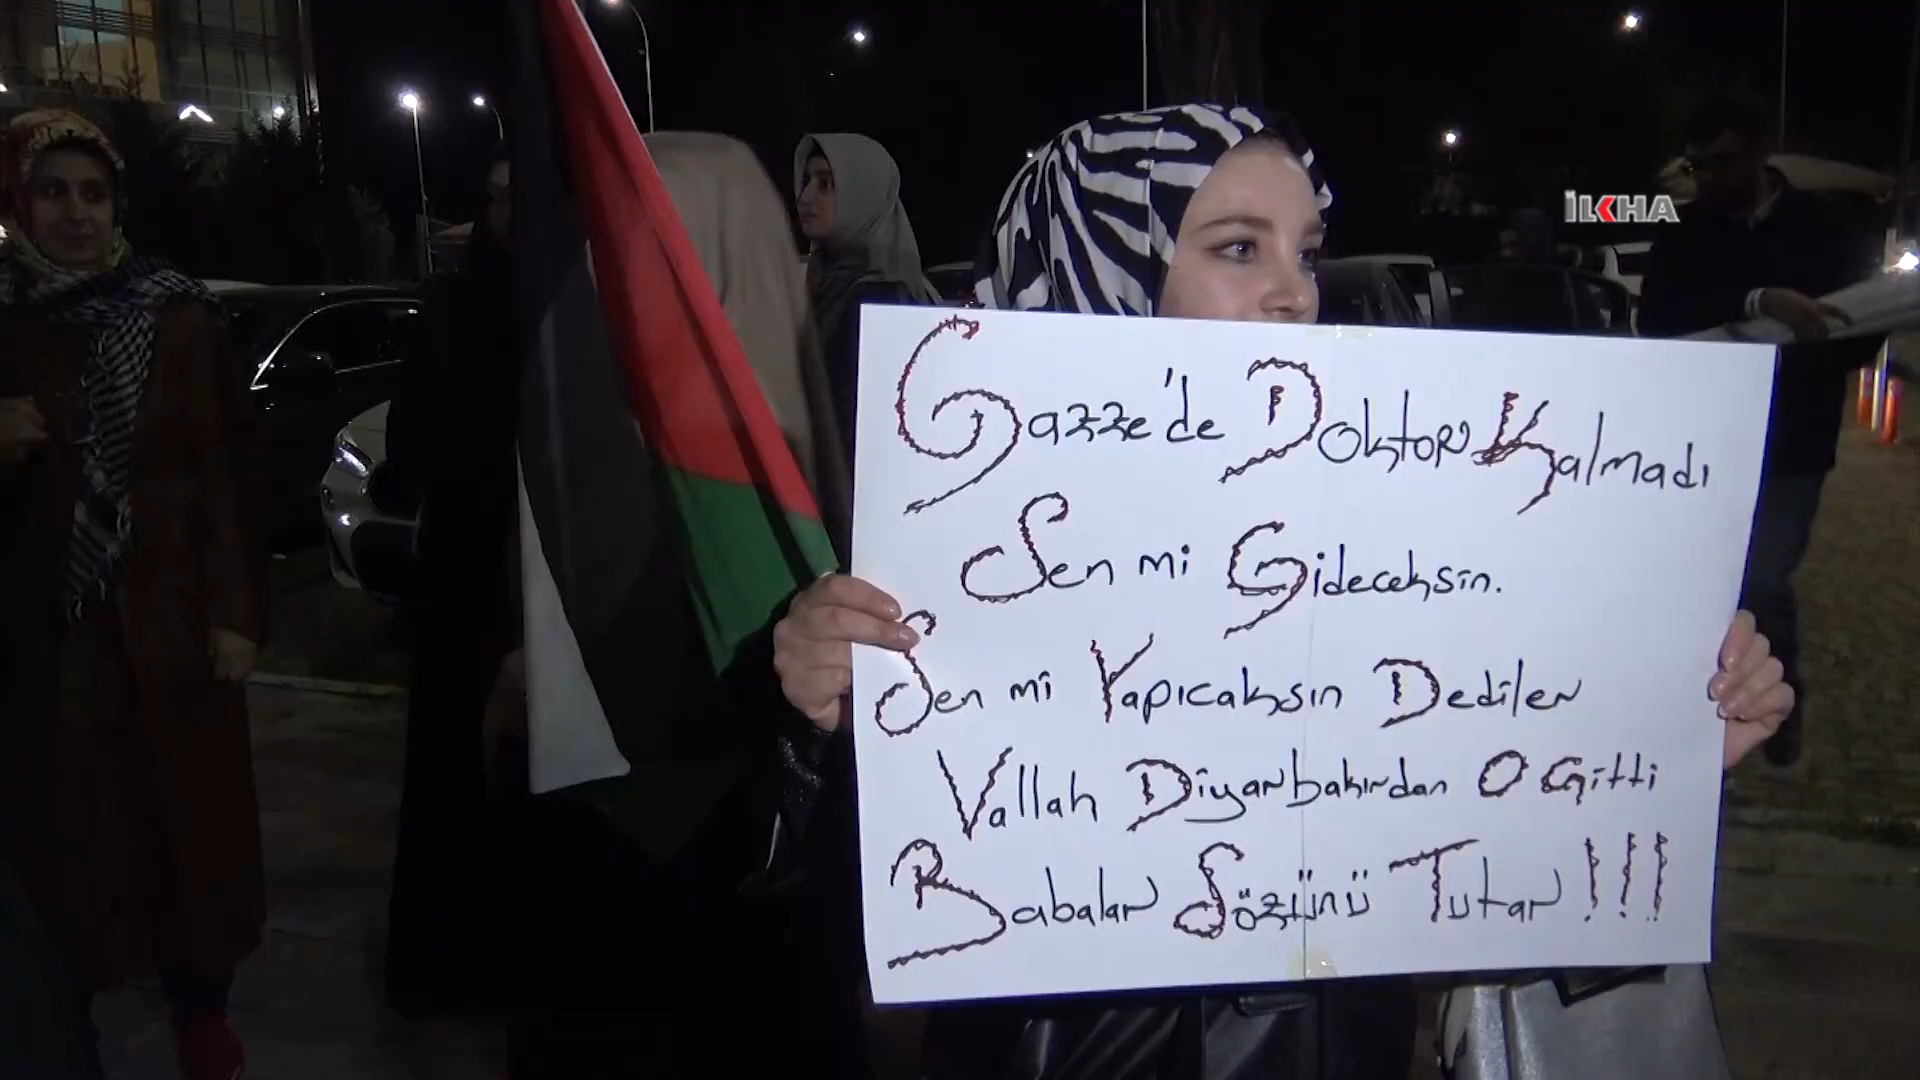 İLKHA
Gazze'de Doktor Kalmadı
Sen mi Gideceksin.
Sen mi Yapıcaksın Dediler
Vallah Diyarbakırdan O Gitti
Babalar Sözünü Tutar !!!